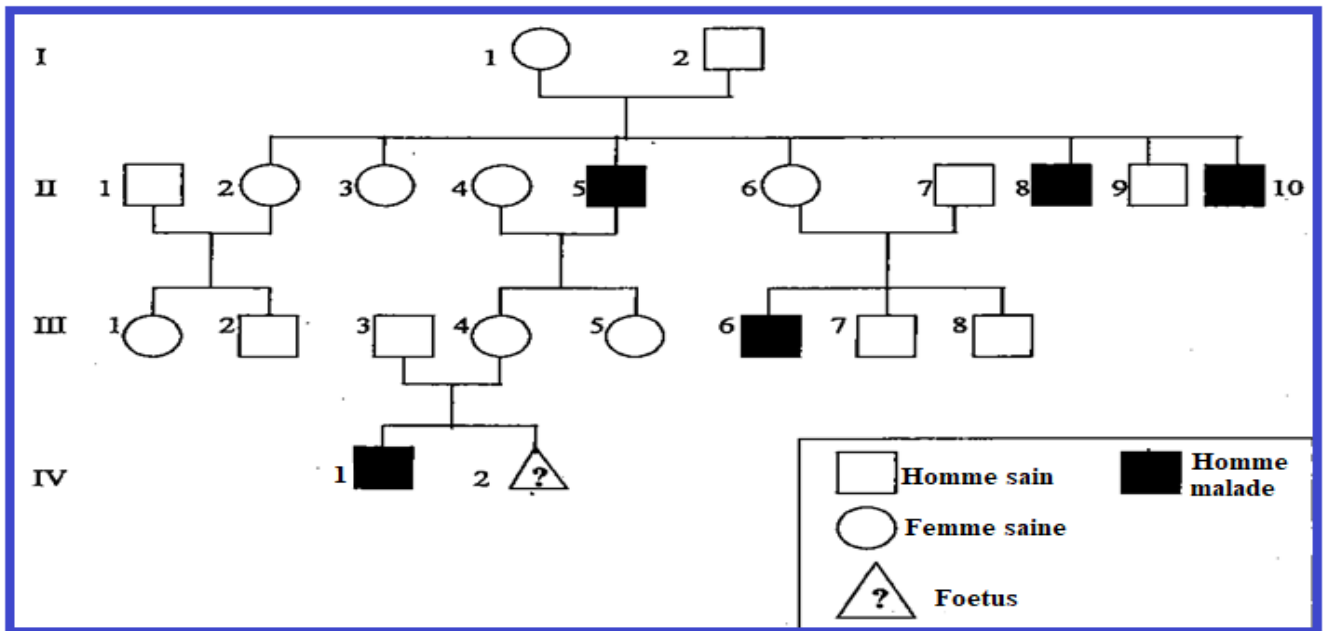 I 1 2
II 1 2 3 4 5 6 7 8 9 10
III 1 2 3 4 5 6 7 8
IV 1 2 ?
Homme sain
Homme
malade
Femme saine
? Foetus